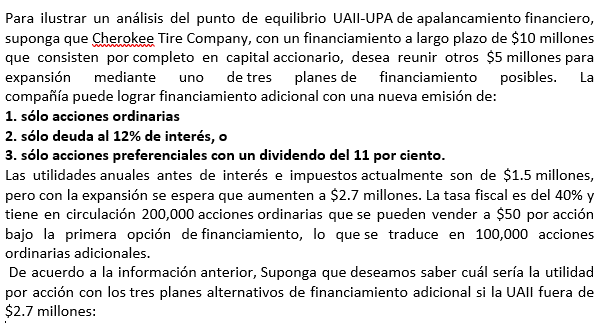 Para ilustrar un análisis del punto de equilibrio UAII-UPA de apalancamiento financiero,
suponga que Cherokee Tire Company, con un financiamiento a largo plazo de $10 millones
que consisten por completo en capital accionario, desea reunir otros $5 millones para
expansión mediante uno de tres planes de financiamiento posibles. La
compañía puede lograr financiamiento adicional con una nueva emisión de:
1. sólo acciones ordinarias
2. sólo deuda al 12% de interés, o
3. sólo acciones preferenciales con un dividendo del 11 por ciento.
Las utilidades anuales antes de interés e impuestos actualmente son de $1.5 millones,
pero con la expansión se espera que aumenten a $2.7 millones. La tasa fiscal es del 40% y
tiene en circulación 200,000 acciones ordinarias que se pueden vender a $50 por acción
bajo la primera opción de financiamiento, lo que se traduce en 100,000 acciones
ordinarias adicionales.
De acuerdo a la información anterior, Suponga que deseamos saber cuál sería la utilidad
por acción con los tres planes alternativos de financiamiento adicional si la UAII fuera de
$2.7 millones: